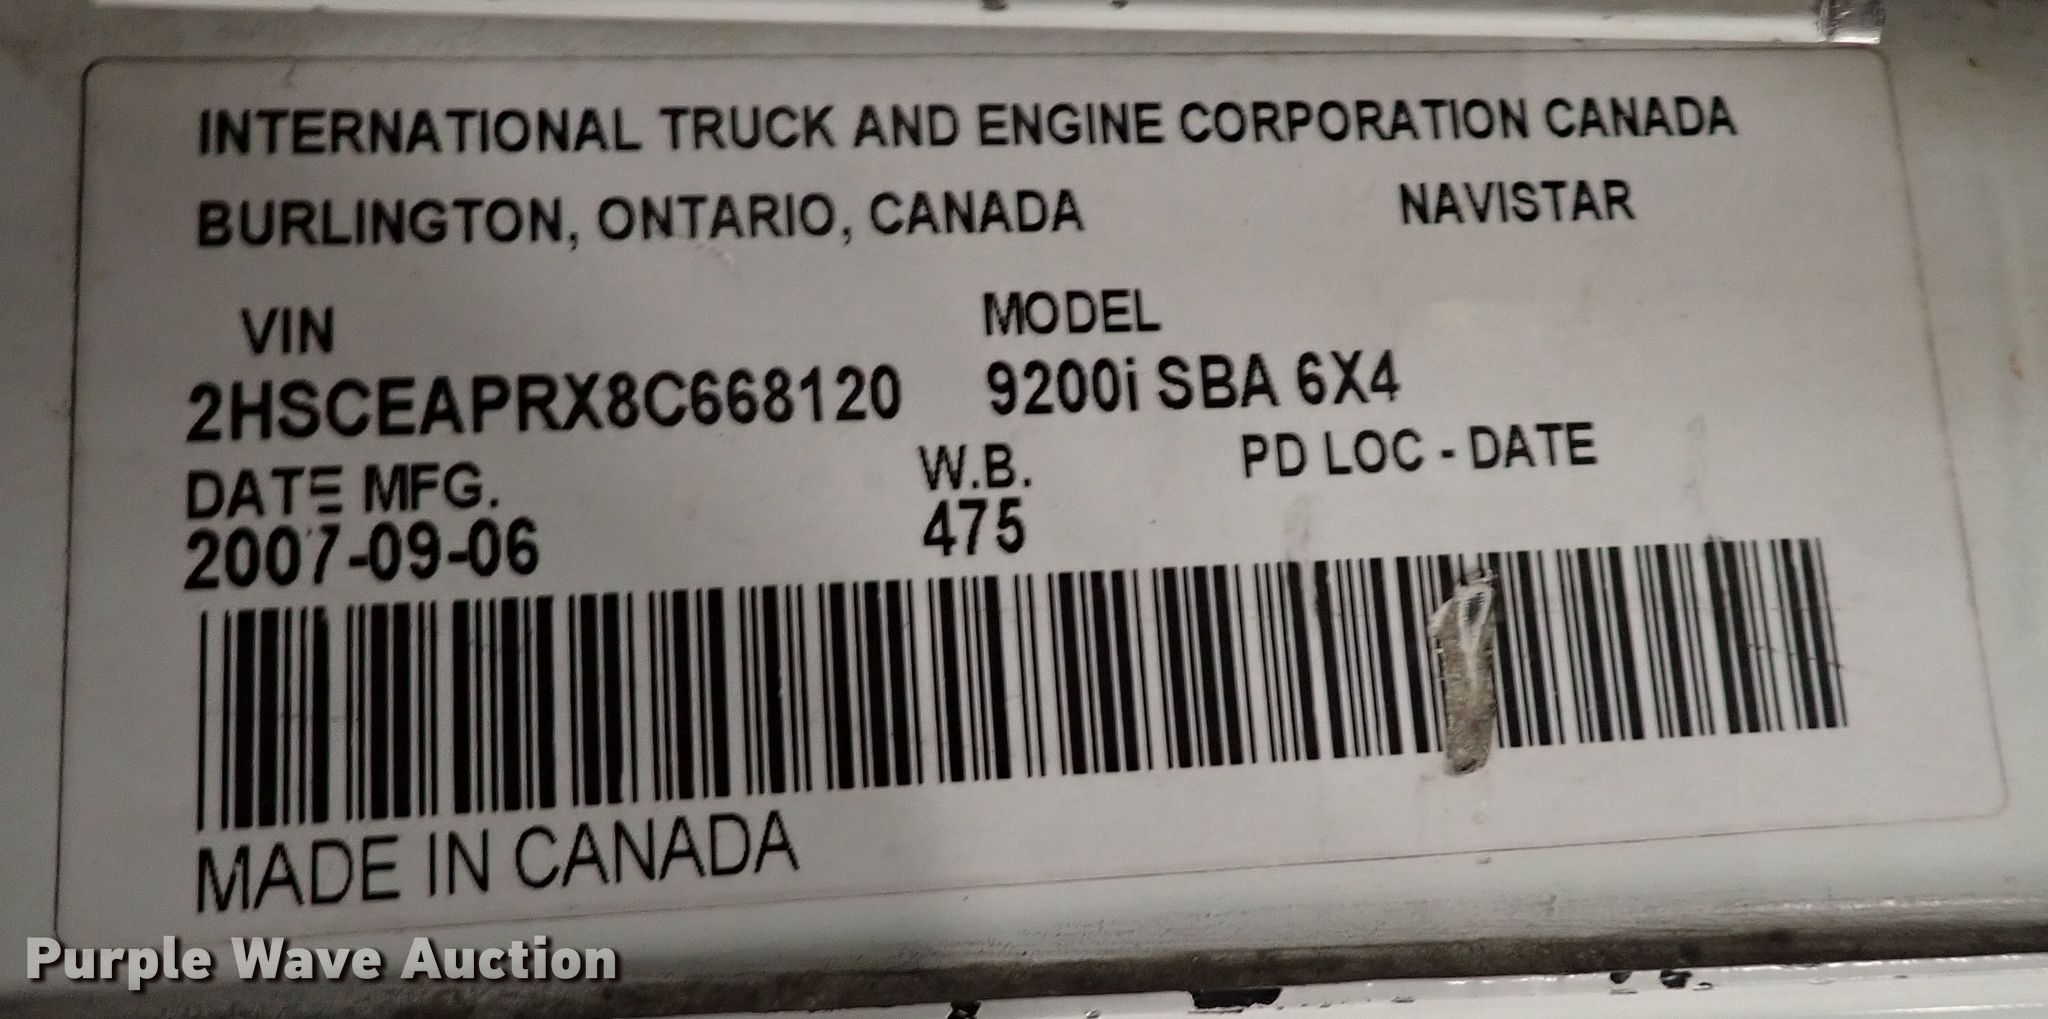 INTERNATIONAL TRUCK AND ENGINE CORPORATION CANADA
BURLINGTON, ONTARIO, CANADA NAVISTAR
VIN MODEL
2HSCEAPRX8C668120 9200i SBA 6X4
DATE MFG. W.B. PD LOC - DATE
2007-09-06 475
MADE IN CANADA
Purple Wave Auction